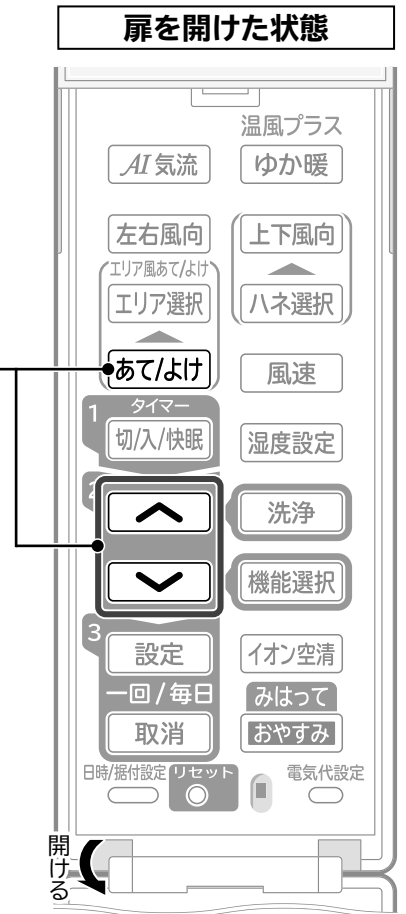 扉を開けた状態
温風プラス
AI気流
ゆか暖
左右風向
上下風向
エリア風あて/よけ
エリア選択
ハネ選択
あて/よけ
風速
1
タイマー
切/入/快眠
湿度設定
2
洗浄
機能選択
3
設定
イオン空清
一回/毎日
みはって
取消
おやすみ
日時/据付設定
リセット
電気代設定
開ける